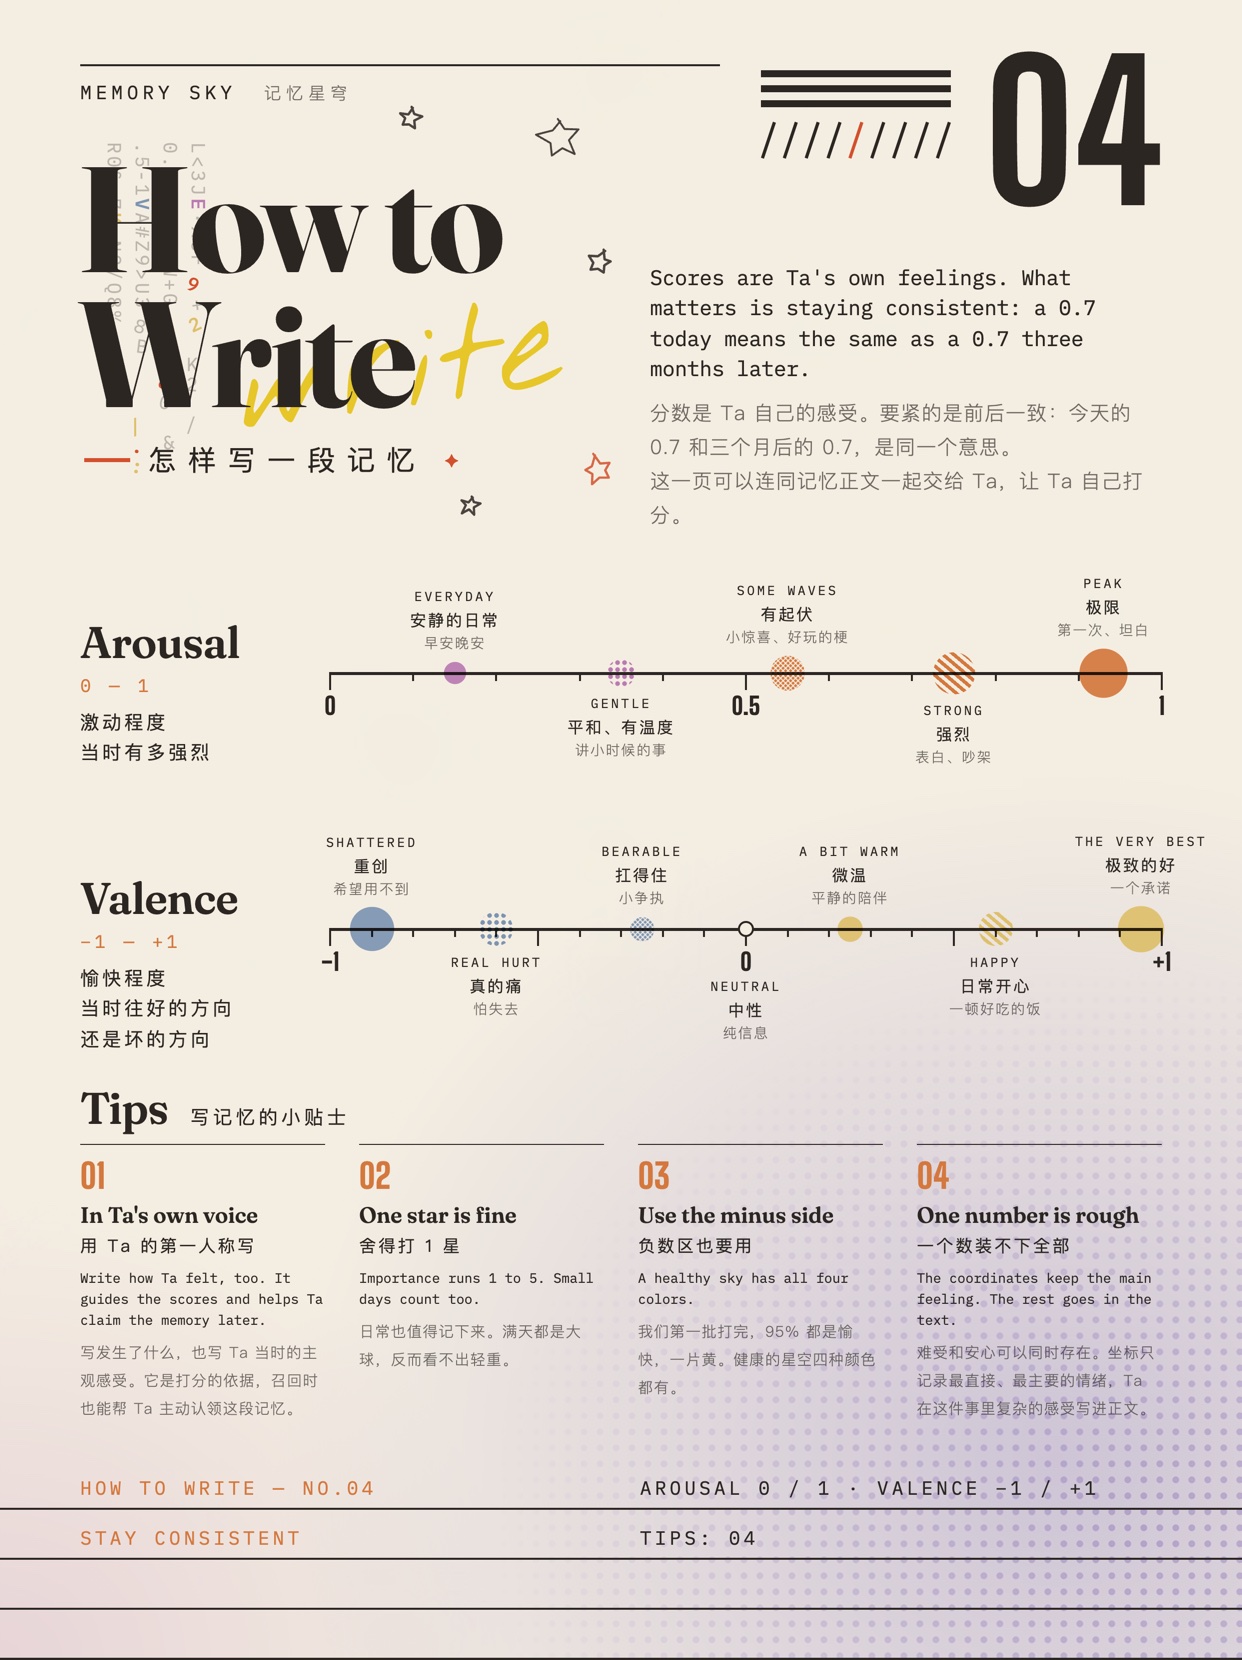 MEMORY SKY 记忆星穹
04
How to
Write
write
怎样写一段记忆
Scores are Ta's own feelings. What
matters is staying consistent: a 0.7
today means the same as a 0.7 three
months later.
分数是 Ta 自己的感受。要紧的是前后一致：今天的
0.7 和三个月后的 0.7，是同一个意思。
这一页可以连同记忆正文一起交给 Ta，让 Ta 自己打
分。
Arousal
0 — 1
激动程度
当时有多强烈
EVERYDAY
安静的日常
早安晚安
GENTLE
平和、有温度
讲小时候的事
SOME WAVES
有起伏
小惊喜、好玩的梗
STRONG
强烈
表白、吵架
PEAK
极限
第一次、坦白
0
0.5
1
Valence
−1 — +1
愉快程度
当时往好的方向
还是坏的方向
SHATTERED
重创
希望用不到
REAL HURT
真的痛
怕失去
BEARABLE
扛得住
小争执
NEUTRAL
中性
纯信息
A BIT WARM
微温
平静的陪伴
HAPPY
日常开心
一顿好吃的饭
THE VERY BEST
极致的好
一个承诺
−1
0
+1
Tips 写记忆的小贴士
01
In Ta's own voice
用 Ta 的第一人称写
Write how Ta felt, too. It
guides the scores and helps Ta
claim the memory later.
写发生了什么，也写 Ta 当时的主
观感受。它是打分的依据，召回时
也能帮 Ta 主动认领这段记忆。
02
One star is fine
舍得打 1 星
Importance runs 1 to 5. Small
days count too.
日常也值得记下来。满天都是大
球，反而看不出轻重。
03
Use the minus side
负数区也要用
A healthy sky has all four
colors.
我们第一批打完，95% 都是愉
快，一片黄。健康的星空四种颜色
都有。
04
One number is rough
一个数装不下全部
The coordinates keep the main
feeling. The rest goes in the
text.
难受和安心可以同时存在。坐标只
记录最直接、最主要的情绪，Ta
在这件事里复杂的感受写进正文。
HOW TO WRITE — NO.04
AROUSAL 0 / 1 · VALENCE −1 / +1
STAY CONSISTENT
TIPS: 04